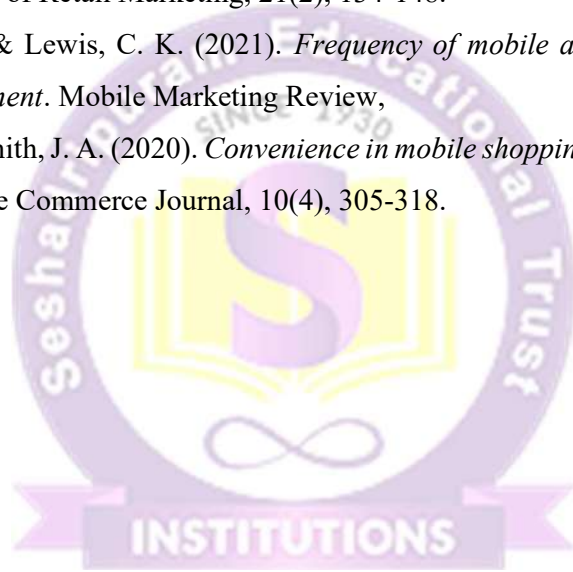 of Retail Marketing, 21(2), 134-148.
& Lewis, C. K. (2021). Frequency of mobile a
ment. Mobile Marketing Review,
mith, J. A. (2020). Convenience in mobile shoppin
e Commerce Journal, 10(4), 305-318.
Seshadripuram Educational Trust
SINCE 1930
S
INSTITUTIONS